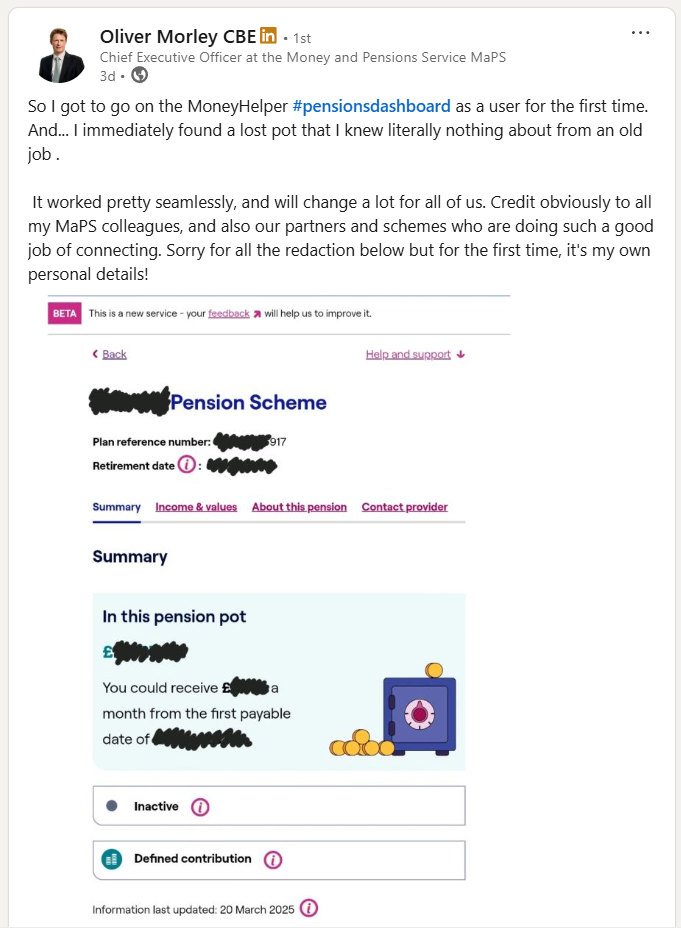 Oliver Morley CBE in • 1st
Chief Executive Officer at the Money and Pensions Service MaPS
3d •
So I got to go on the MoneyHelper #pensionsdashboard as a user for the first time.
And... I immediately found a lost pot that I knew literally nothing about from an old
job .
It worked pretty seamlessly, and will change a lot for all of us. Credit obviously to all
my MaPS colleagues, and also our partners and schemes who are doing such a good
job of connecting. Sorry for all the redaction below but for the first time, it's my own
personal details!
BETA This is a new service - your feedback will help us to improve it.
Back Help and support
Pension Scheme
Plan reference number: 917
Retirement date i :
Summary Income & values About this pension Contact provider
Summary
In this pension pot
£
You could receive £ a
month from the first payable
date of
Inactive i
Defined contribution i
Information last updated: 20 March 2025 i